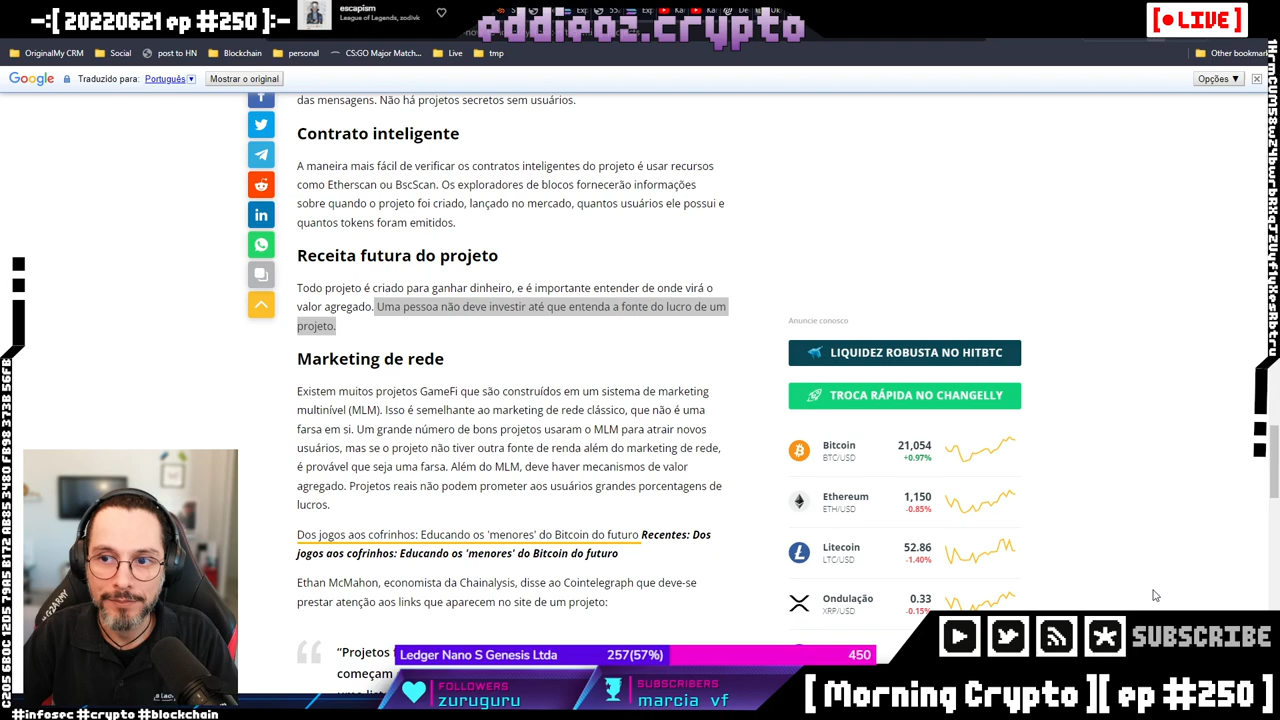 -:[ 20220621 ep #250 ]:-
escapism
League of Legends, zodivk
eddieoz.crypto
[● LIVE]
OriginalMy CRM
Social
post to HN
Blockchain
personal
CS:GO Major Match...
Live
tmp
Other bookmar
Google
Traduzido para: Português
Mostrar o original
Opções ▼
das mensagens. Não há projetos secretos sem usuários.
Contrato inteligente
A maneira mais fácil de verificar os contratos inteligentes do projeto é usar recursos
como Etherscan ou BscScan. Os exploradores de blocos fornecerão informações
sobre quando o projeto foi criado, lançado no mercado, quantos usuários ele possui e
quantos tokens foram emitidos.
Receita futura do projeto
Todo projeto é criado para ganhar dinheiro, e é importante entender de onde virá o
valor agregado. Uma pessoa não deve investir até que entenda a fonte do lucro de um
projeto.
Marketing de rede
Existem muitos projetos GameFi que são construídos em um sistema de marketing
multinível (MLM). Isso é semelhante ao marketing de rede clássico, que não é uma
farsa em si. Um grande número de bons projetos usaram o MLM para atrair novos
usuários, mas se o projeto não tiver outra fonte de renda além do marketing de rede,
é provável que seja uma farsa. Além do MLM, deve haver mecanismos de valor
agregado. Projetos reais não podem prometer aos usuários grandes porcentagens de
lucros.
Dos jogos aos cofrinhos: Educando os 'menores' do Bitcoin do futuro Recentes: Dos
jogos aos cofrinhos: Educando os 'menores' do Bitcoin do futuro
Ethan McMahon, economista da Chainalysis, disse ao Cointelegraph que deve-se
prestar atenção aos links que aparecem no site de um projeto:
“Projetos
começam
Anuncie conosco
LIQUIDEZ ROBUSTA NO HITBTC
TROCA RÁPIDA NO CHANGELLY
Bitcoin 21,054
BTC/USD +0.97%
Ethereum 1,150
ETH/USD -0.85%
Litecoin 52.86
LTC/USD -1.40%
Ondulação 0.33
XRP/USD -0.15%
Ledger Nano S Genesis Ltda 257(57%) 450
FOLLOWERS
zuruguru
SUBSCRIBERS
marcia vf
SUBSCRIBE
[ Morning Crypto ][ ep #250 ]
#infosec #crypto #blockchain